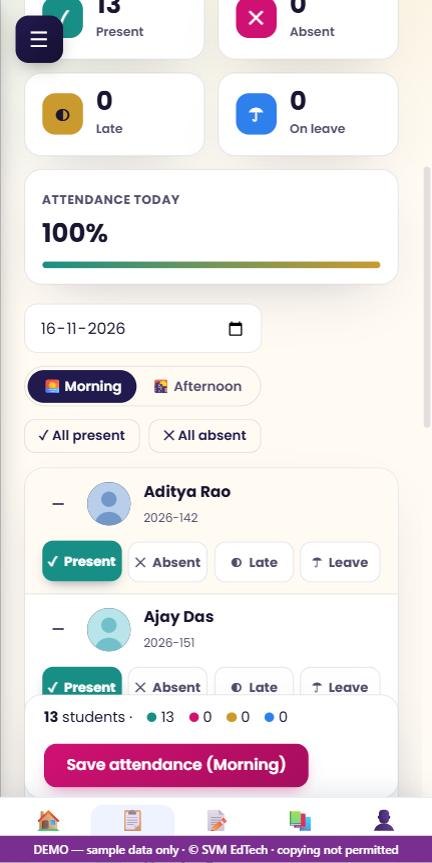 13
Present
0
Absent
0
Late
0
On leave
ATTENDANCE TODAY
100%
16-11-2026
Morning
Afternoon
✓ All present
✕ All absent
–
Aditya Rao
2026-142
✓ Present
✕ Absent
Late
Leave
–
Ajay Das
2026-151
✓ Present
✕ Absent
Late
Leave
13 students · 13 0 0 0
Save attendance (Morning)
DEMO — sample data only · © SVM EdTech · copying not permitted